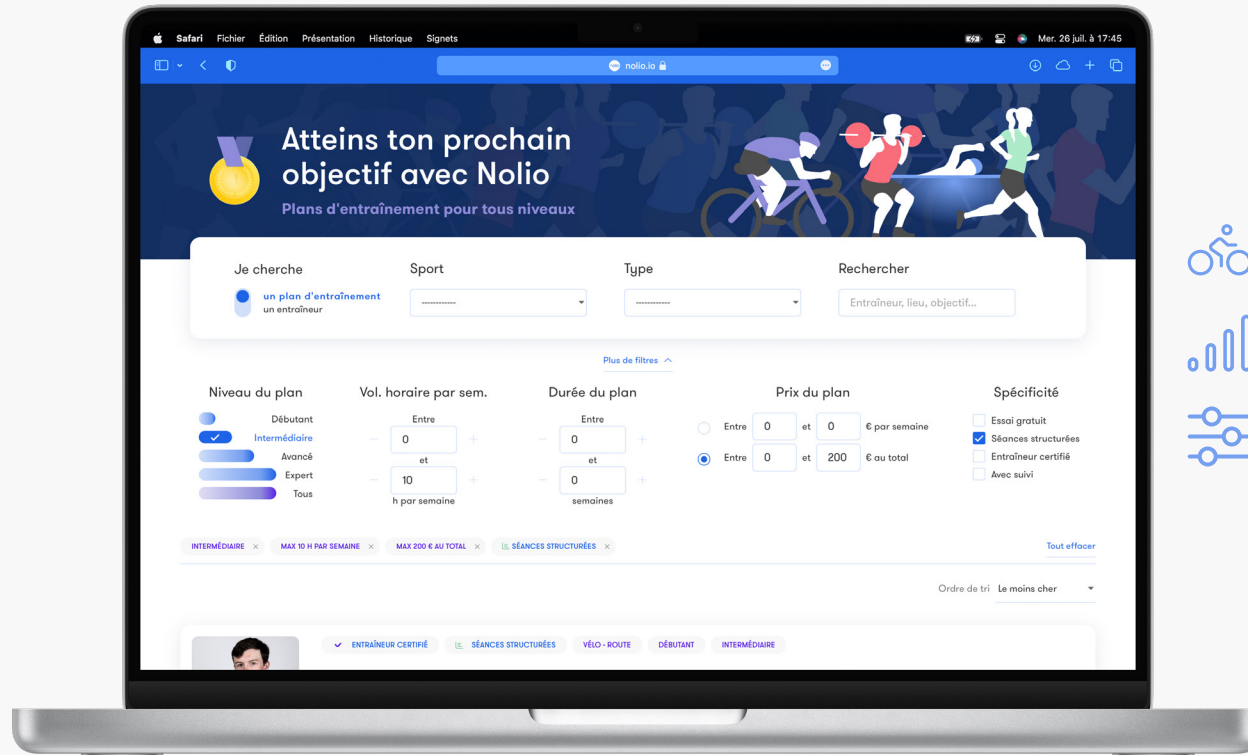 Safari Fichier Édition Présentation Historique Signets
Mer. 26 juil. à 17:45
nolio.io
Atteins ton prochain
objectif avec Nolio
Plans d'entraînement pour tous niveaux
Je cherche
un plan d'entraînement
un entraîneur
Sport
------------
Type
------------
Rechercher
Entraîneur, lieu, objectif...
Plus de filtres
Niveau du plan
Débutant
Intermédiaire
Avancé
Expert
Tous
Vol. horaire par sem.
Entre
- 0 +
et
- 10 +
h par semaine
Durée du plan
Entre
- 0 +
et
- 0 +
semaines
Prix du plan
Entre 0 et 0 € par semaine
Entre 0 et 200 € au total
Spécificité
Essai gratuit
Séances structurées
Entraîneur certifié
Avec suivi
INTERMÉDIAIRE × MAX 10 H PAR SEMAINE × MAX 200 € AU TOTAL × SÉANCES STRUCTURÉES ×
Tout effacer
Ordre de tri Le moins cher
ENTRAÎNEUR CERTIFIÉ SÉANCES STRUCTURÉES VÉLO - ROUTE DÉBUTANT INTERMÉDIAIRE